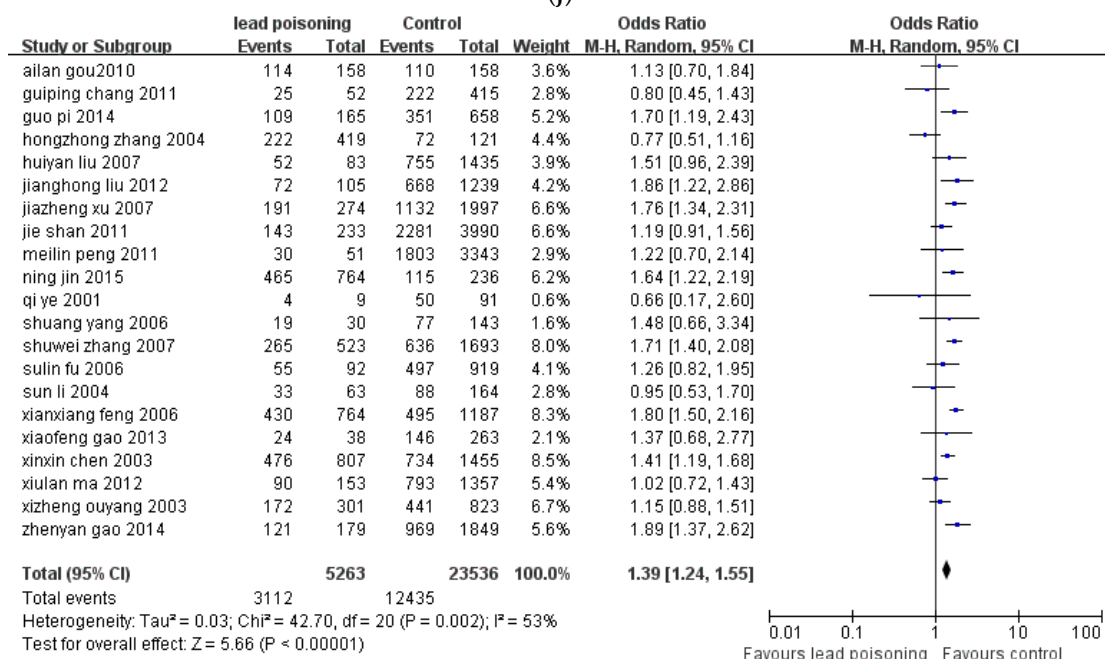 (j)
lead poisoning Control Odds Ratio Odds Ratio
Study or Subgroup Events Total Events Total Weight M-H, Random, 95% CI M-H, Random, 95% CI
ailan gou2010 114 158 110 158 3.6% 1.13 [0.70, 1.84]
guiping chang 2011 25 52 222 415 2.8% 0.80 [0.45, 1.43]
guo pi 2014 109 165 351 658 5.2% 1.70 [1.19, 2.43]
hongzhong zhang 2004 222 419 72 121 4.4% 0.77 [0.51, 1.16]
huiyan liu 2007 52 83 755 1435 3.9% 1.51 [0.96, 2.39]
jianghong liu 2012 72 105 668 1239 4.2% 1.86 [1.22, 2.86]
jiazheng xu 2007 191 274 1132 1997 6.6% 1.76 [1.34, 2.31]
jie shan 2011 143 233 2281 3990 7.0% 1.19 [0.91, 1.56]
meilin peng 2011 30 51 1803 3343 2.9% 1.22 [0.70, 2.14]
ning jin 2015 465 764 115 236 6.2% 1.64 [1.22, 2.19]
qi ye 2001 4 9 50 91 0.6% 0.66 [0.17, 2.60]
shuang yang 2006 19 30 77 143 1.6% 1.48 [0.66, 3.34]
shuwei zhang 2007 265 523 636 1693 8.0% 1.71 [1.40, 2.08]
sulin fu 2006 55 92 497 919 4.1% 1.26 [0.82, 1.95]
sun li 2004 33 63 88 164 2.8% 0.95 [0.53, 1.70]
xianxiang feng 2006 430 764 495 1187 8.3% 1.80 [1.50, 2.16]
xiaofeng gao 2013 24 38 146 263 2.1% 1.37 [0.68, 2.77]
xinxin chen 2003 476 807 734 1455 8.5% 1.41 [1.19, 1.68]
xiulan ma 2012 90 153 793 1357 5.4% 1.02 [0.72, 1.43]
xizheng ouyang 2003 172 301 441 823 6.7% 1.15 [0.88, 1.51]
zhenyan gao 2014 121 179 969 1849 5.6% 1.89 [1.37, 2.62]
Total (95% CI) 5263 23536 100.0% 1.39 [1.24, 1.55]
Total events 3112 12435
Heterogeneity: Tau² = 0.03; Chi² = 42.70, df = 20 (P = 0.002); I² = 53%
Test for overall effect: Z = 5.66 (P < 0.00001)
0.01 0.1 1 10 100
Favours lead poisoning Favours control